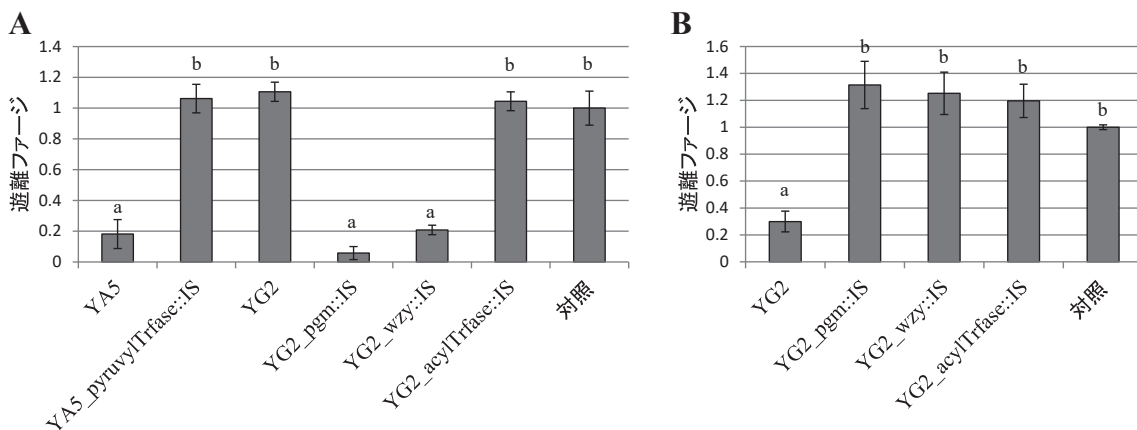 A
遊離ファージ
1.4
1.2
1
0.8
0.6
0.4
0.2
0
a
b
b
a
a
b
b
YA5
YA5_pyruvylTrfase::IS
YG2
YG2_pgm::IS
YG2_wzy::IS
YG2_acylTrfase::IS
対照
B
遊離ファージ
1.6
1.4
1.2
1
0.8
0.6
0.4
0.2
0
a
b
b
b
b
YG2
YG2_pgm::IS
YG2_wzy::IS
YG2_acylTrfase::IS
対照